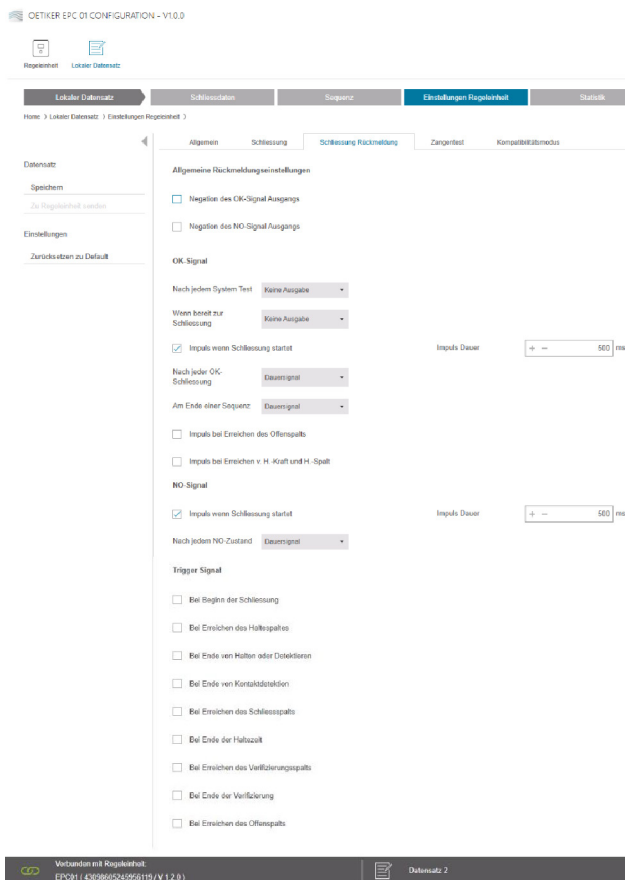 OETIKER EPC 01 CONFIGURATION – V1.0.0
Regeleinheit
Lokaler Datensatz
Lokaler Datensatz
Schliessdaten
Sequenz
Einstellungen Regeleinheit
Statistik
Home > Lokaler Datensatz > Einstellungen Regeleinheit >
Allgemein
Schliessung
Schliessung Rückmeldung
Zangentest
Kompatibilitätsmodus
Datensatz
Speichern
Zu Regeleinheit senden
Einstellungen
Zurücksetzen zu Default
Allgemeine Rückmeldungseinstellungen
Negation des OK-Signal Ausgangs
Negation des NO-Signal Ausgangs
OK-Signal
Nach jedem System Test
Keine Ausgabe
Wenn bereit zur
Schliessung
Keine Ausgabe
Impuls wenn Schliessung startet
Impuls Dauer
+ – 500 ms
Nach jeder OK-
Schliessung
Dauersignal
Am Ende einer Sequenz
Dauersignal
Impuls bei Erreichen des Offenspalts
Impuls bei Erreichen v. H.-Kraft und H.-Spalt
NO-Signal
Impuls wenn Schliessung startet
Impuls Dauer
+ – 500 ms
Nach jedem NO-Zustand
Dauersignal
Trigger Signal
Bei Beginn der Schliessung
Bei Erreichen des Haltespaltes
Bei Ende von Halten oder Detektieren
Bei Ende von Kontaktdetektion
Bei Erreichen des Schliessspalts
Bei Ende der Haltezeit
Bei Erreichen des Verifizierungsspalts
Bei Ende der Verifizierung
Bei Erreichen des Offenspalts
Verbunden mit Regeleinheit:
EPC01 ( 43098605245956119 / V 1.2.0 )
Datensatz 2